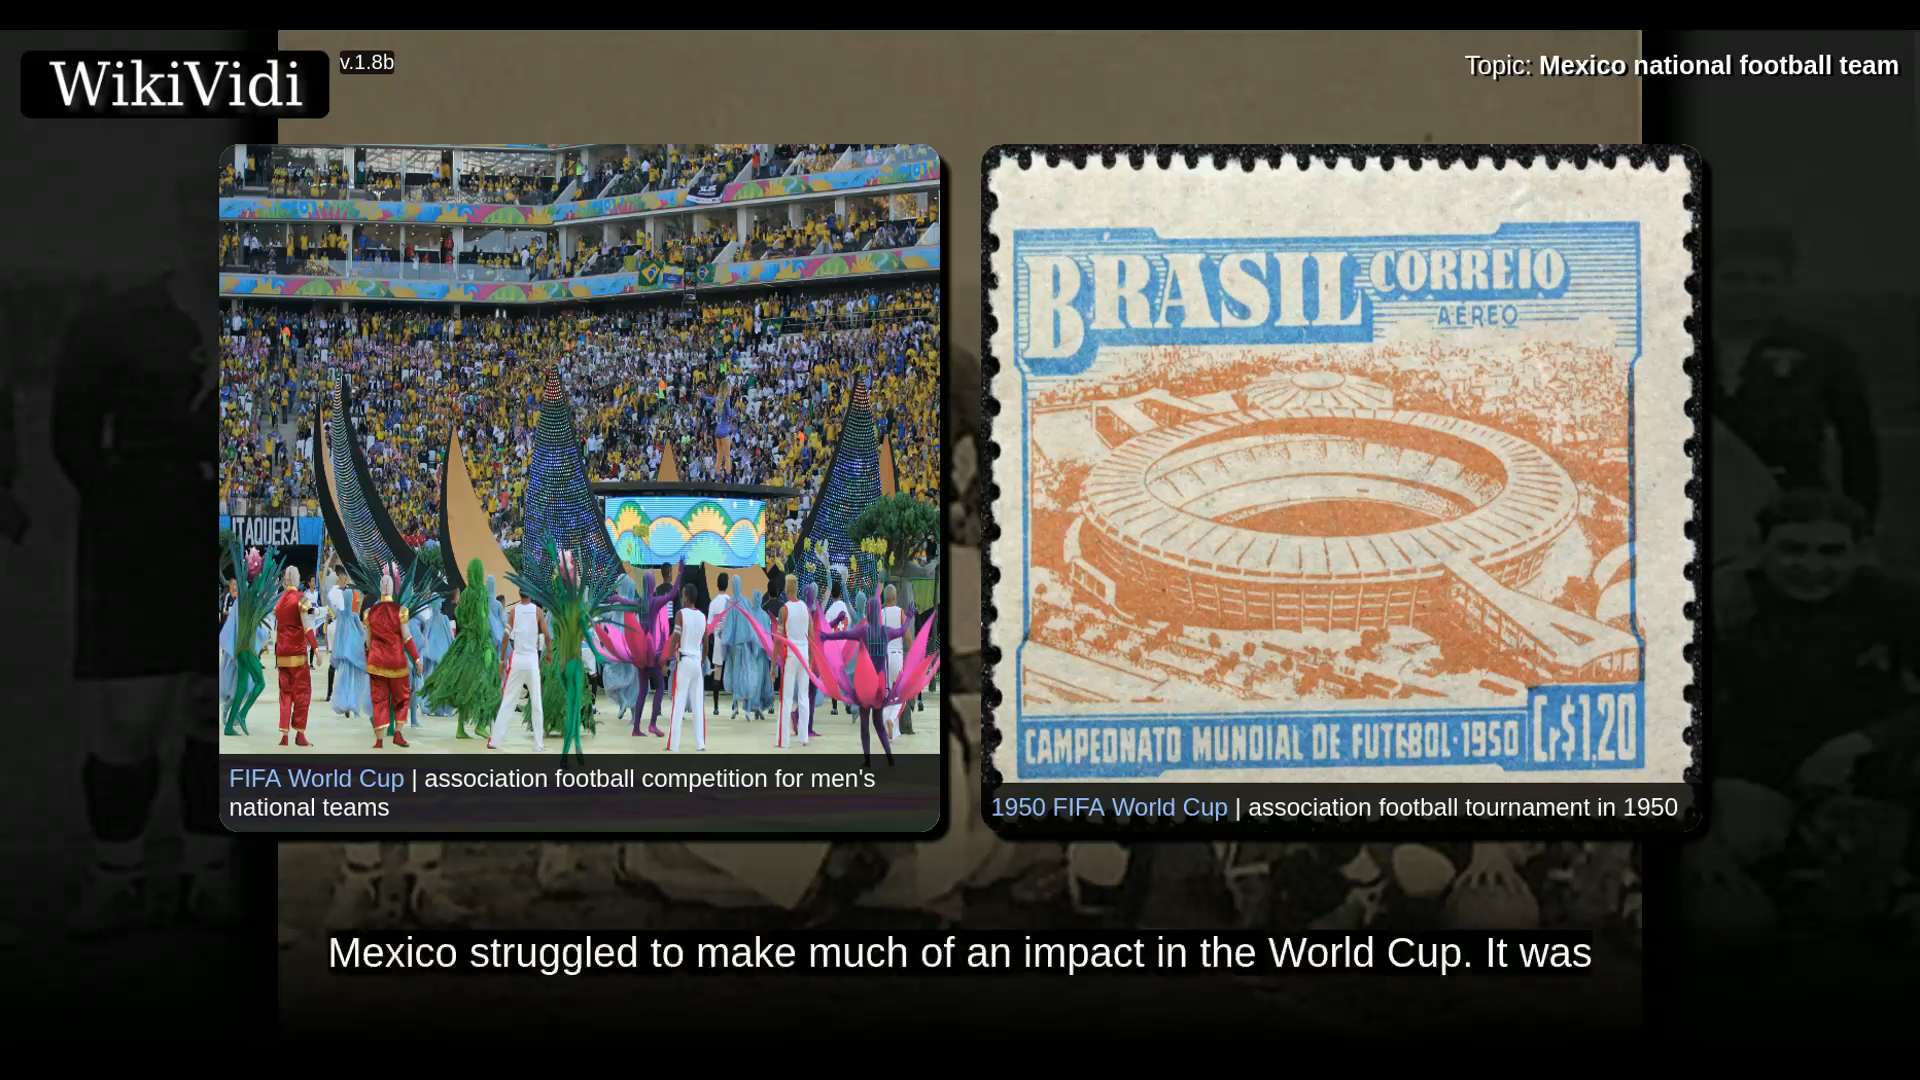 WikiVidi
v.1.8b
Topic: Mexico national football team
ITAQUERA
BRASIL CORREIO
AÉREO
CAMPEONATO MUNDIAL DE FUTEBOL·1950
Cr$1,20
FIFA World Cup | association football competition for men's
national teams
1950 FIFA World Cup | association football tournament in 1950
Mexico struggled to make much of an impact in the World Cup. It was